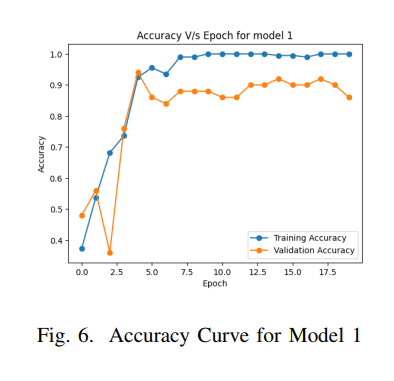 Accuracy V/s Epoch for model 1
1.0
0.9
0.8
0.7
0.6
0.5
0.4
Accuracy
Training Accuracy
Validation Accuracy
0.0 2.5 5.0 7.5 10.0 12.5 15.0 17.5
Epoch
Fig. 6. Accuracy Curve for Model 1